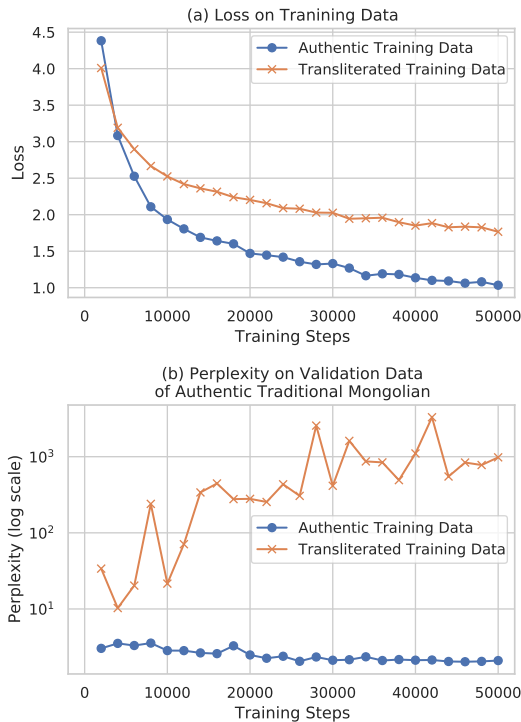 (a) Loss on Tranining Data
4.5
4.0
3.5
3.0
2.5
2.0
1.5
1.0
Loss
Authentic Training Data
Transliterated Training Data
0 10000 20000 30000 40000 50000
Training Steps
(b) Perplexity on Validation Data
of Authentic Traditional Mongolian
10³
10²
10¹
Perplexity (log scale)
Authentic Training Data
Transliterated Training Data
0 10000 20000 30000 40000 50000
Training Steps